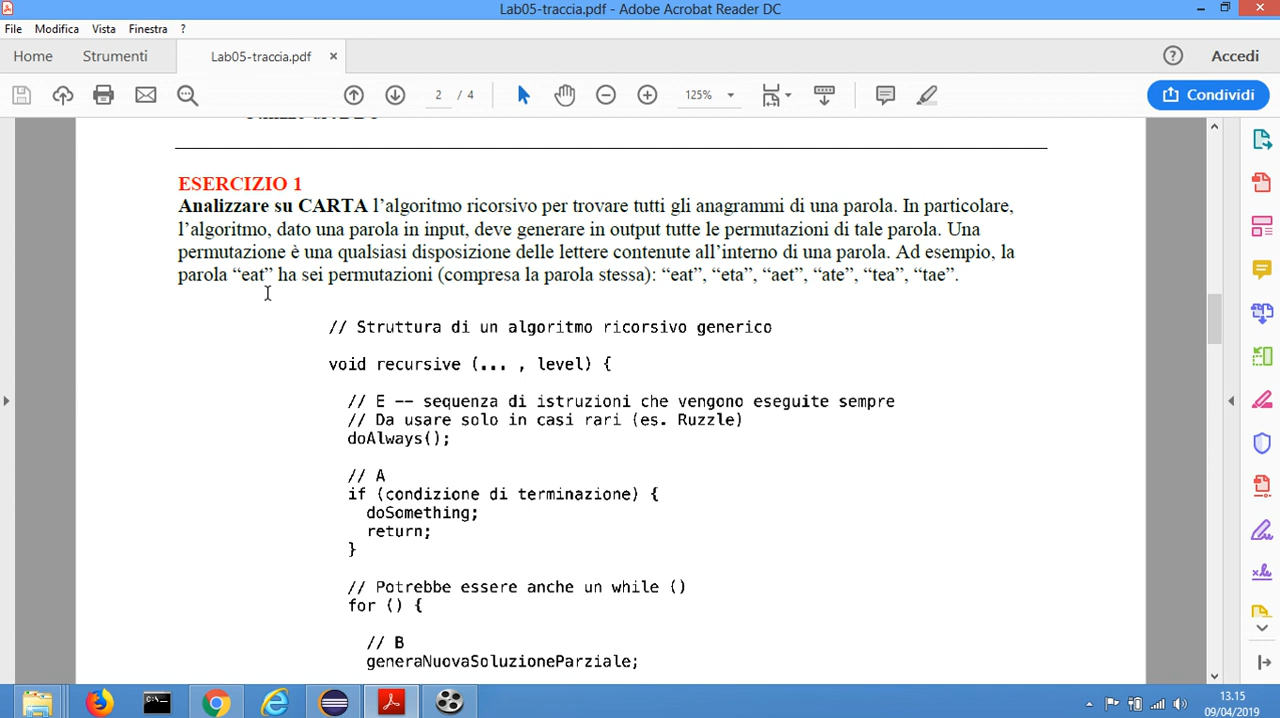 Lab05-traccia.pdf - Adobe Acrobat Reader DC
File Modifica Vista Finestra ?
Home Strumenti Lab05-traccia.pdf × Accedi
2 / 4 125% Condividi
ESERCIZIO 1
Analizzare su CARTA l’algoritmo ricorsivo per trovare tutti gli anagrammi di una parola. In particolare,
l’algoritmo, dato una parola in input, deve generare in output tutte le permutazioni di tale parola. Una
permutazione è una qualsiasi disposizione delle lettere contenute all’interno di una parola. Ad esempio, la
parola “eat” ha sei permutazioni (compresa la parola stessa): “eat”, “eta”, “aet”, “ate”, “tea”, “tae”.
// Struttura di un algoritmo ricorsivo generico
void recursive (... , level) {
// E -- sequenza di istruzioni che vengono eseguite sempre
// Da usare solo in casi rari (es. Ruzzle)
doAlways();
// A
if (condizione di terminazione) {
doSomething;
return;
}
// Potrebbe essere anche un while ()
for () {
// B
generaNuovaSoluzioneParziale;
13.15
09/04/2019